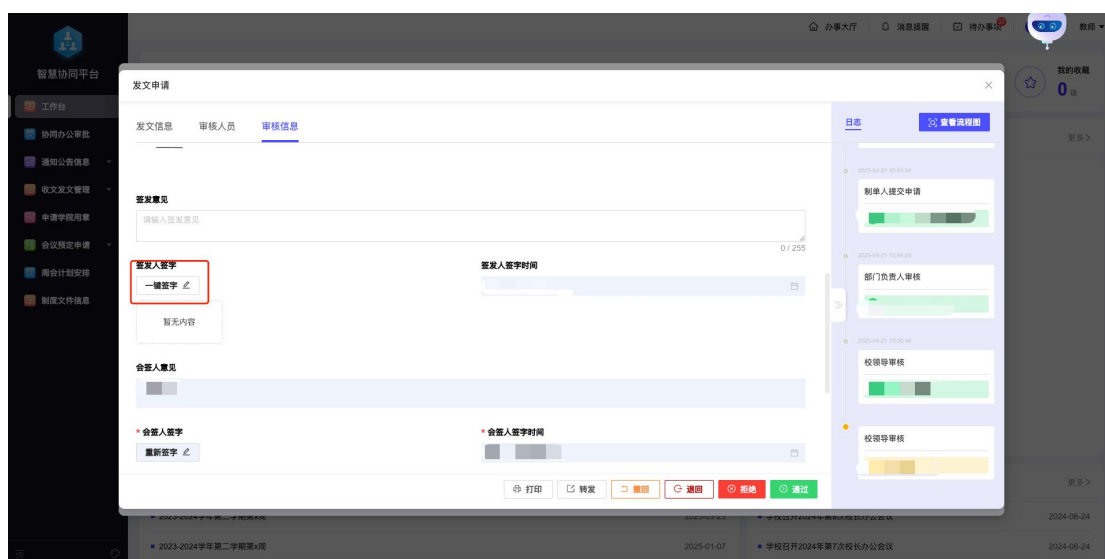 办事大厅 消息提醒 待办事项 教师
智慧协同平台
我的收藏
0 项
工作台
协同办公审批
通知公告信息
收文发文管理
申请学院用章
会议预定申请
周会计划安排
制度文件信息
更多 >
发文申请
发文信息 审核人员 审核信息
日志
查看流程图
签发意见
请输入签发意见
0 / 255
签发人签字
签发人签字时间
一键签字
暂无内容
会签人意见
* 会签人签字
* 会签人签字时间
重新签字
制单人提交申请
部门负责人审核
校领导审核
校领导审核
打印 转发 撤回 退回 拒绝 通过
更多 >
2024-06-24
2023-2024学年第二学期第x周 2025-01-07
学校召开2024年第7次校长办公会议 2024-06-24